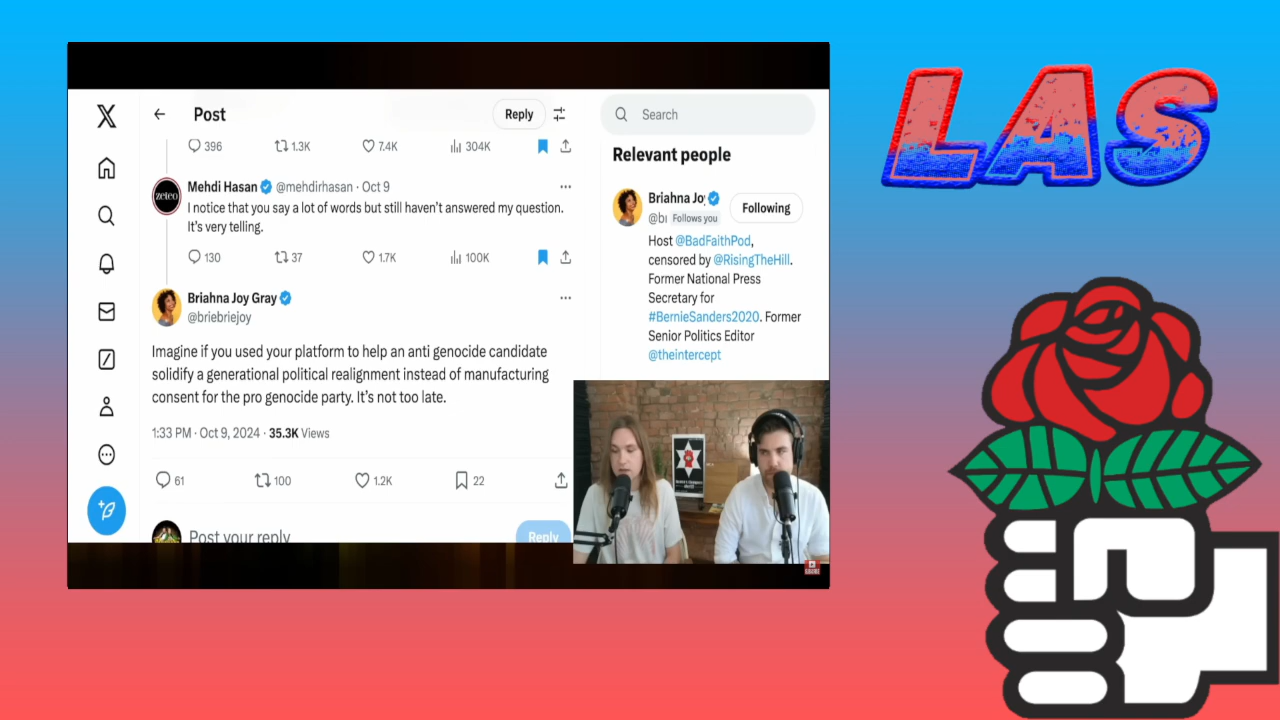 LAS
Post
Reply
Search
396
1.3K
7.4K
304K
Relevant people
zeteo
Mehdi Hasan @mehdirhasan · Oct 9
I notice that you say a lot of words but still haven't answered my question.
It's very telling.
130
37
1.7K
100K
Briahna Joy
Following
@bi Follows you
Host @BadFaithPod,
censored by @RisingTheHill.
Former National Press
Secretary for
#BernieSanders2020. Former
Senior Politics Editor
@theintercept
Briahna Joy Gray
@briebriejoy
Imagine if you used your platform to help an anti genocide candidate
solidify a generational political realignment instead of manufacturing
consent for the pro genocide party. It's not too late.
1:33 PM · Oct 9, 2024 · 35.3K Views
61
100
1.2K
22
Post your reply
Reply